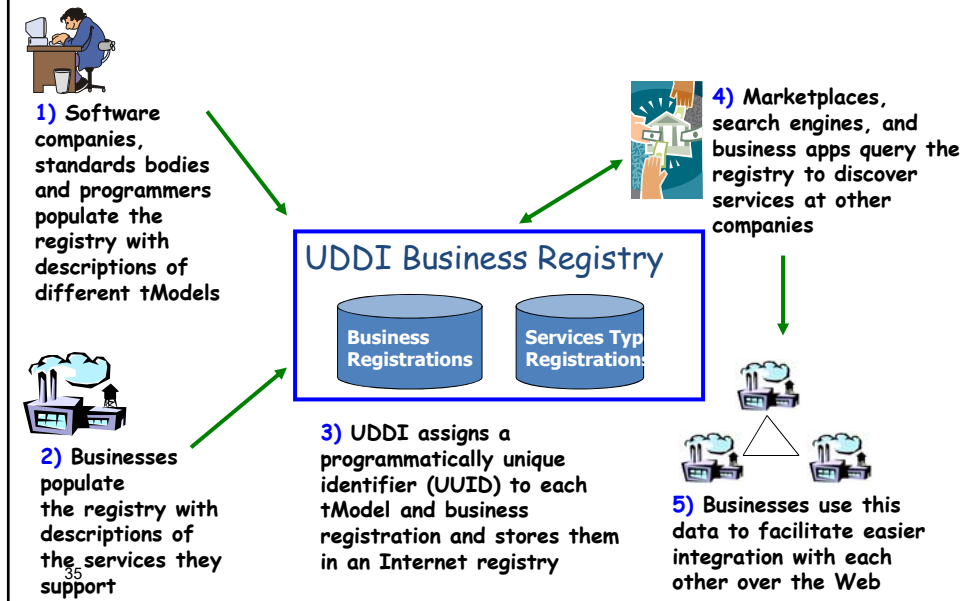 1) Software
companies,
standards bodies
and programmers
populate the
registry with
descriptions of
different tModels
2) Businesses
populate
the registry with
descriptions of
the services they
support
35
UDDI Business Registry
Business
Registrations
Services Typ
Registrations
3) UDDI assigns a
programmatically unique
identifier (UUID) to each
tModel and business
registration and stores them
in an Internet registry
4) Marketplaces,
search engines, and
business apps query the
registry to discover
services at other
companies
5) Businesses use this
data to facilitate easier
integration with each
other over the Web